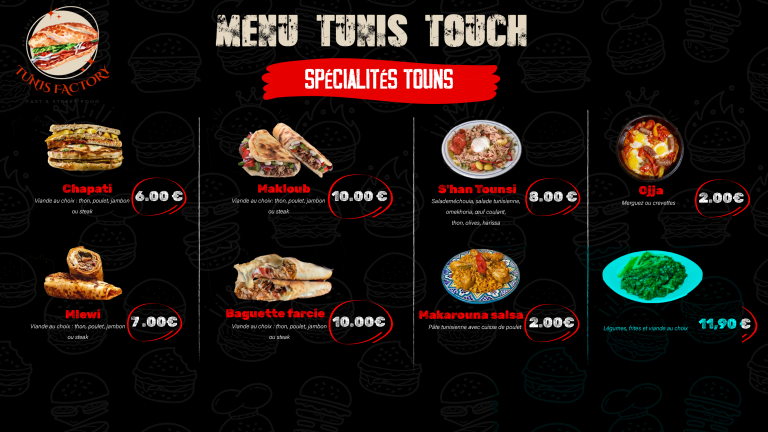 MENU TUNIS TOUCH
TUNIS FACTORY
SPÉCIALITÉS TOUNS
Chapati
6.00 €
Viande au choix : thon, poulet, jambon
ou steak
Makloub
10.00 €
Viande au choix : thon, poulet, jambon
ou steak
S'han Tounsi
8.00 €
Salademéchouia, salade tunisienne,
omekhoria, œuf coulant,
thon, olives, harissa
Ojja
2.00€
Merguez ou crevettes
Mlewi
7.00€
Viande au choix : thon, poulet, jambon
ou steak
Baguette farcie
10.00€
Viande au choix : thon, poulet, jambon
ou steak
Makarouna salsa
2.00€
Pâte tunisienne avec cuisse de poulet
Légumes, frites et viande au choix
11,90 €